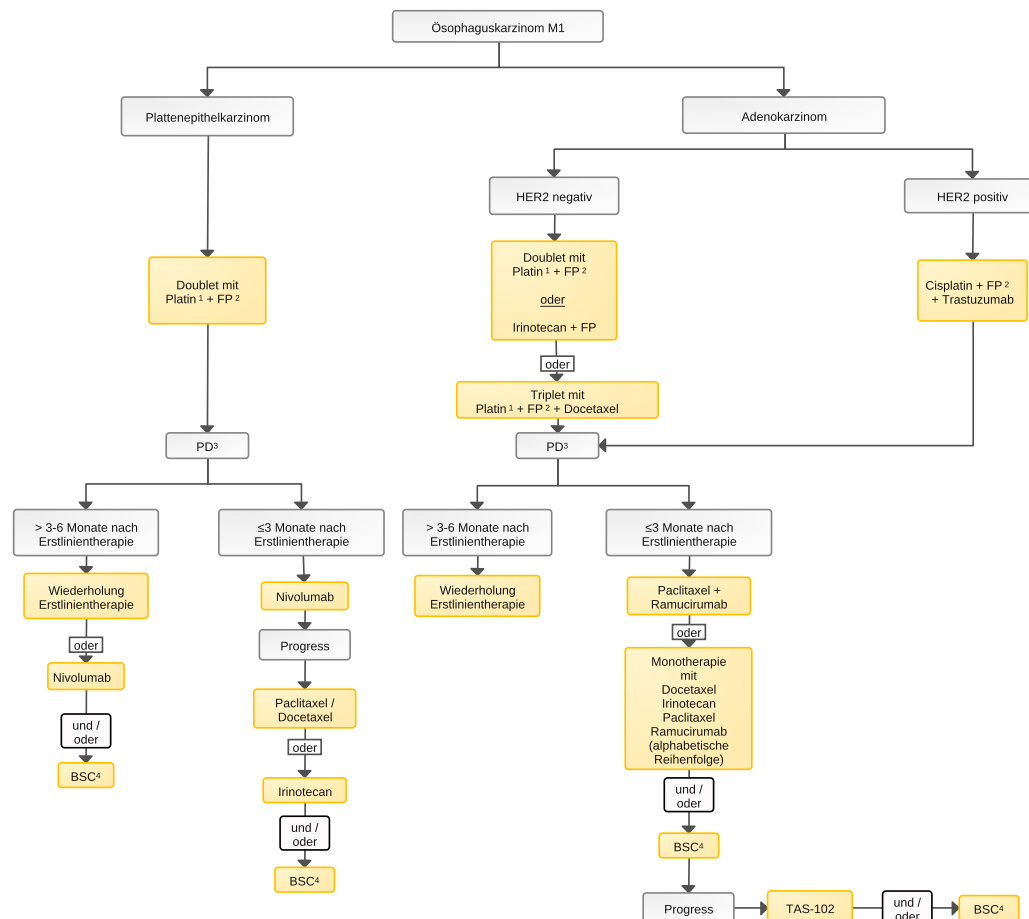 Ösophaguskarzinom M1
Plattenepithelkarzinom
Adenokarzinom
HER2 negativ
HER2 positiv
Doublet mit
Platin ¹ + FP ²
Doublet mit
Platin ¹ + FP ²
oder
Irinotecan + FP
Cisplatin + FP ²
+ Trastuzumab
oder
Triplet mit
Platin ¹ + FP ² + Docetaxel
PD³
PD³
> 3-6 Monate nach
Erstlinientherapie
≤3 Monate nach
Erstlinientherapie
> 3-6 Monate nach
Erstlinientherapie
≤3 Monate nach
Erstlinientherapie
Wiederholung
Erstlinientherapie
oder
Nivolumab
und /
oder
BSC⁴
Nivolumab
Progress
Paclitaxel /
Docetaxel
oder
Irinotecan
und /
oder
BSC⁴
Wiederholung
Erstlinientherapie
Paclitaxel +
Ramucirumab
oder
Monotherapie
mit
Docetaxel
Irinotecan
Paclitaxel
Ramucirumab
(alphabetische
Reihenfolge)
und /
oder
BSC⁴
Progress
TAS-102
und /
oder
BSC⁴